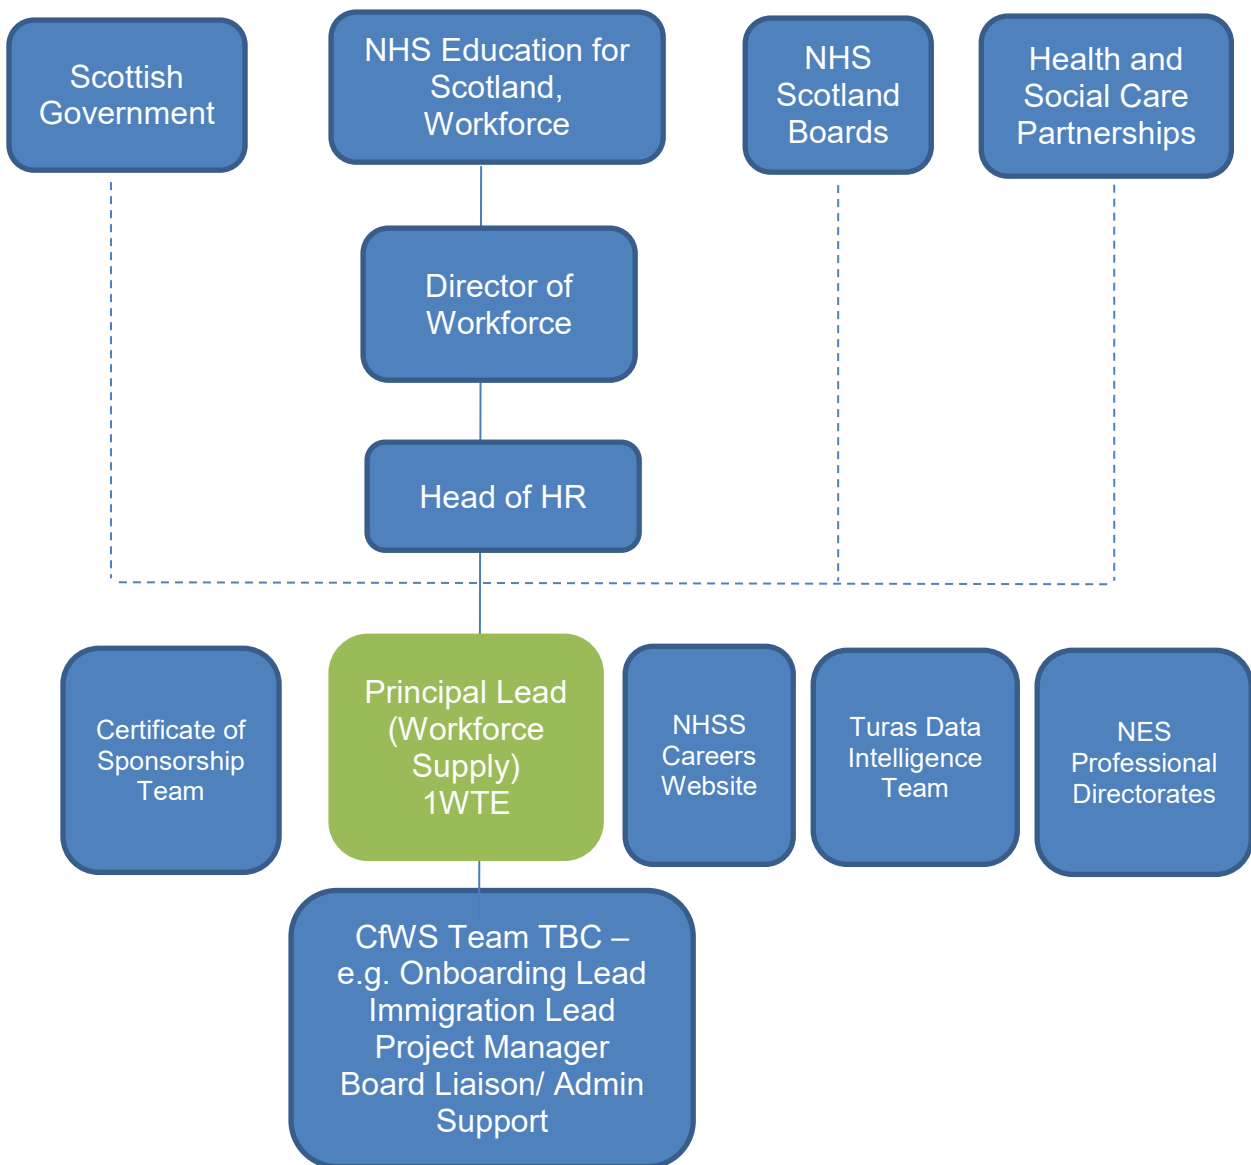 Scottish
Government
NHS Education for
Scotland,
Workforce
NHS
Scotland
Boards
Health and
Social Care
Partnerships
Director of
Workforce
Head of HR
Certificate of
Sponsorship
Team
Principal Lead
(Workforce
Supply)
1WTE
NHSS
Careers
Website
Turas Data
Intelligence
Team
NES
Professional
Directorates
CfWS Team TBC –
e.g. Onboarding Lead
Immigration Lead
Project Manager
Board Liaison/ Admin
Support